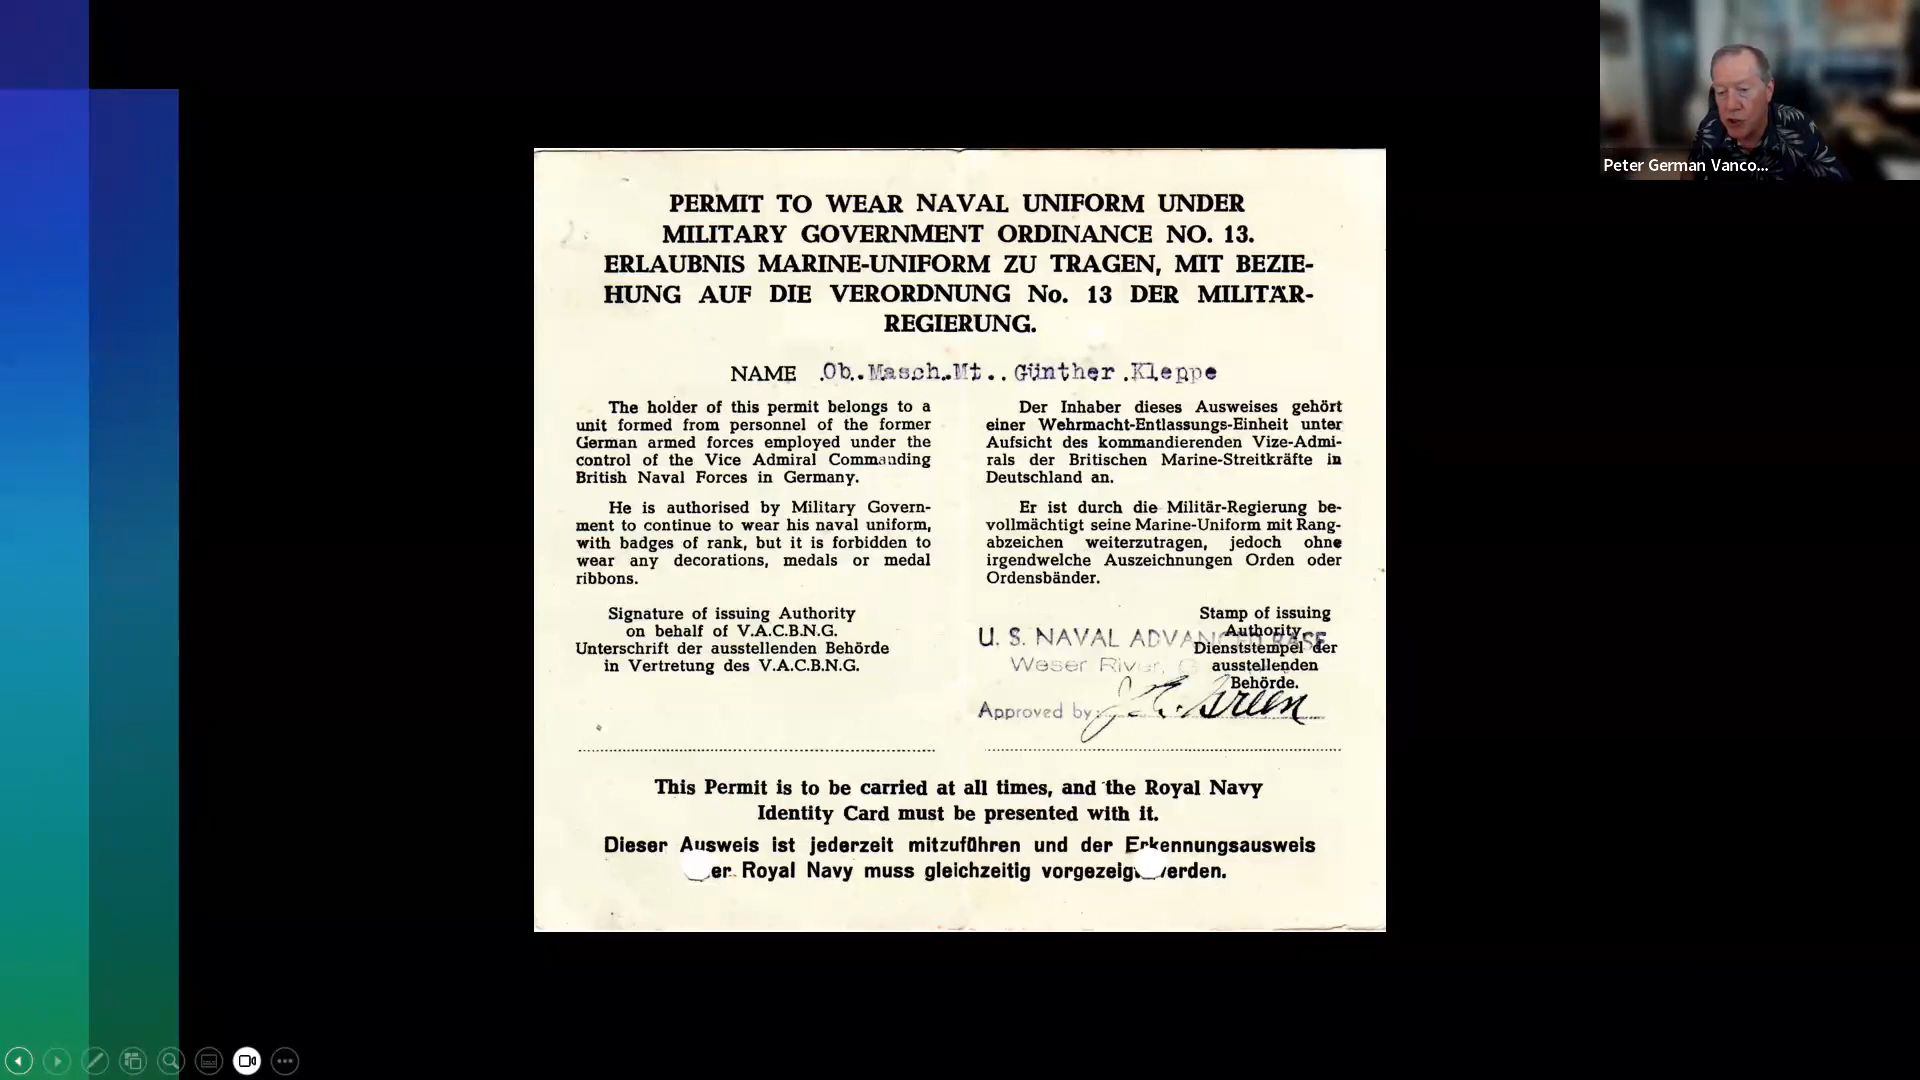 Peter German Vanco...
PERMIT TO WEAR NAVAL UNIFORM UNDER
MILITARY GOVERNMENT ORDINANCE NO. 13.
ERLAUBNIS MARINE-UNIFORM ZU TRAGEN, MIT BEZIE-
HUNG AUF DIE VERORDNUNG No. 13 DER MILITÄR-
REGIERUNG.
NAME .Ob..Masch.Mt.. Günther.Kleppe
The holder of this permit belongs to a
unit formed from personnel of the former
German armed forces employed under the
control of the Vice Admiral Commanding
British Naval Forces in Germany.
He is authorised by Military Govern-
ment to continue to wear his naval uniform,
with badges of rank, but it is forbidden to
wear any decorations, medals or medal
ribbons.
Signature of issuing Authority
on behalf of V.A.C.B.N.G.
Unterschrift der ausstellenden Behörde
in Vertretung des V.A.C.B.N.G.
Der Inhaber dieses Ausweises gehört
einer Wehrmacht-Entlassungs-Einheit unter
Aufsicht des kommandierenden Vize-Admi-
rals der Britischen Marine-Streitkräfte in
Deutschland an.
Er ist durch die Militär-Regierung be-
vollmächtigt seine Marine-Uniform mit Rang-
abzeichen weiterzutragen, jedoch ohne
irgendwelche Auszeichnungen Orden oder
Ordensbänder.
Stamp of issuing
Authority
Dienststempel der
ausstellenden
Behörde.
U. S. NAVAL ADVANCED BASE
Weser River,
Approved by: J. E. Green
This Permit is to be carried at all times, and the Royal Navy
Identity Card must be presented with it.
Dieser Ausweis ist jederzeit mitzuführen und der Erkennungsausweis
er Royal Navy muss gleichzeitig vorgezeig erden.